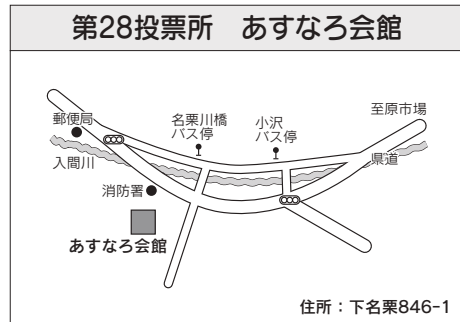 第28投票所　あすなろ会館
郵便局
名栗川橋
バス停
小沢
バス停
至原市場
入間川
県道
消防署
あすなろ会館
住所：下名栗846-1